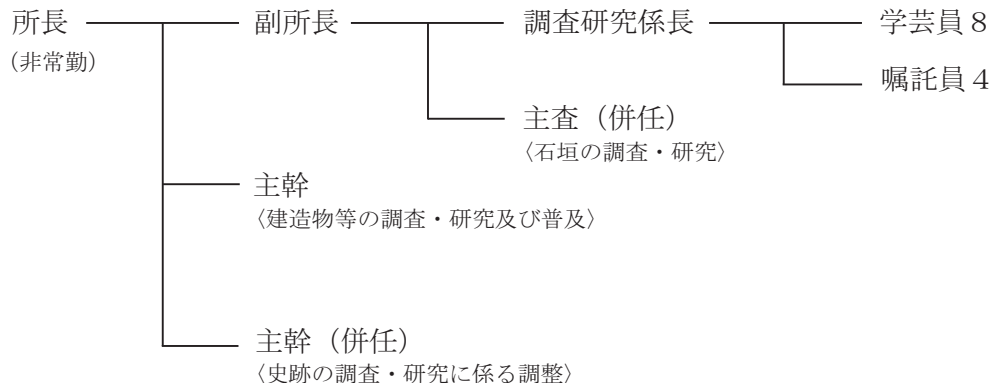 所長
副所長
調査研究係長
学芸員8
(非常勤)
嘱託員4
主査（併任）
〈石垣の調査・研究〉
主幹
〈建造物等の調査・研究及び普及〉
主幹（併任）
〈史跡の調査・研究に係る調整〉